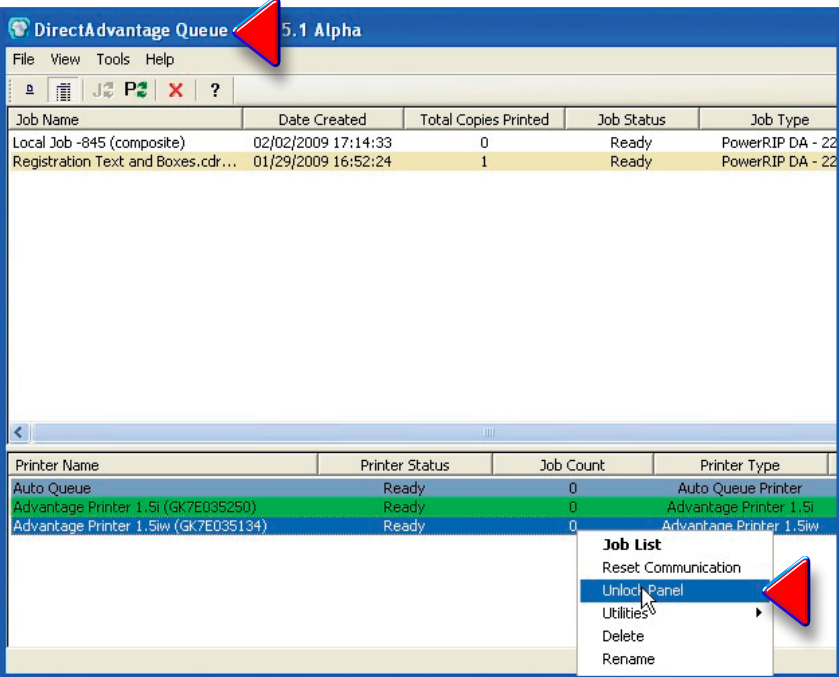 DirectAdvantage Queue 5.1 Alpha
File View Tools Help
D J P X ?
Job Name Date Created Total Copies Printed Job Status Job Type
Local Job -845 (composite) 02/02/2009 17:14:33 0 Ready PowerRIP DA - 22
Registration Text and Boxes.cdr... 01/29/2009 16:52:24 1 Ready PowerRIP DA - 22
Printer Name Printer Status Job Count Printer Type
Auto Queue Ready 0 Auto Queue Printer
Advantage Printer 1.5i (GK7E035250) Ready 0 Advantage Printer 1.5i
Advantage Printer 1.5iw (GK7E035134) Ready 0 Advantage Printer 1.5iw
Job List
Reset Communication
Unlock Panel
Utilities
Delete
Rename